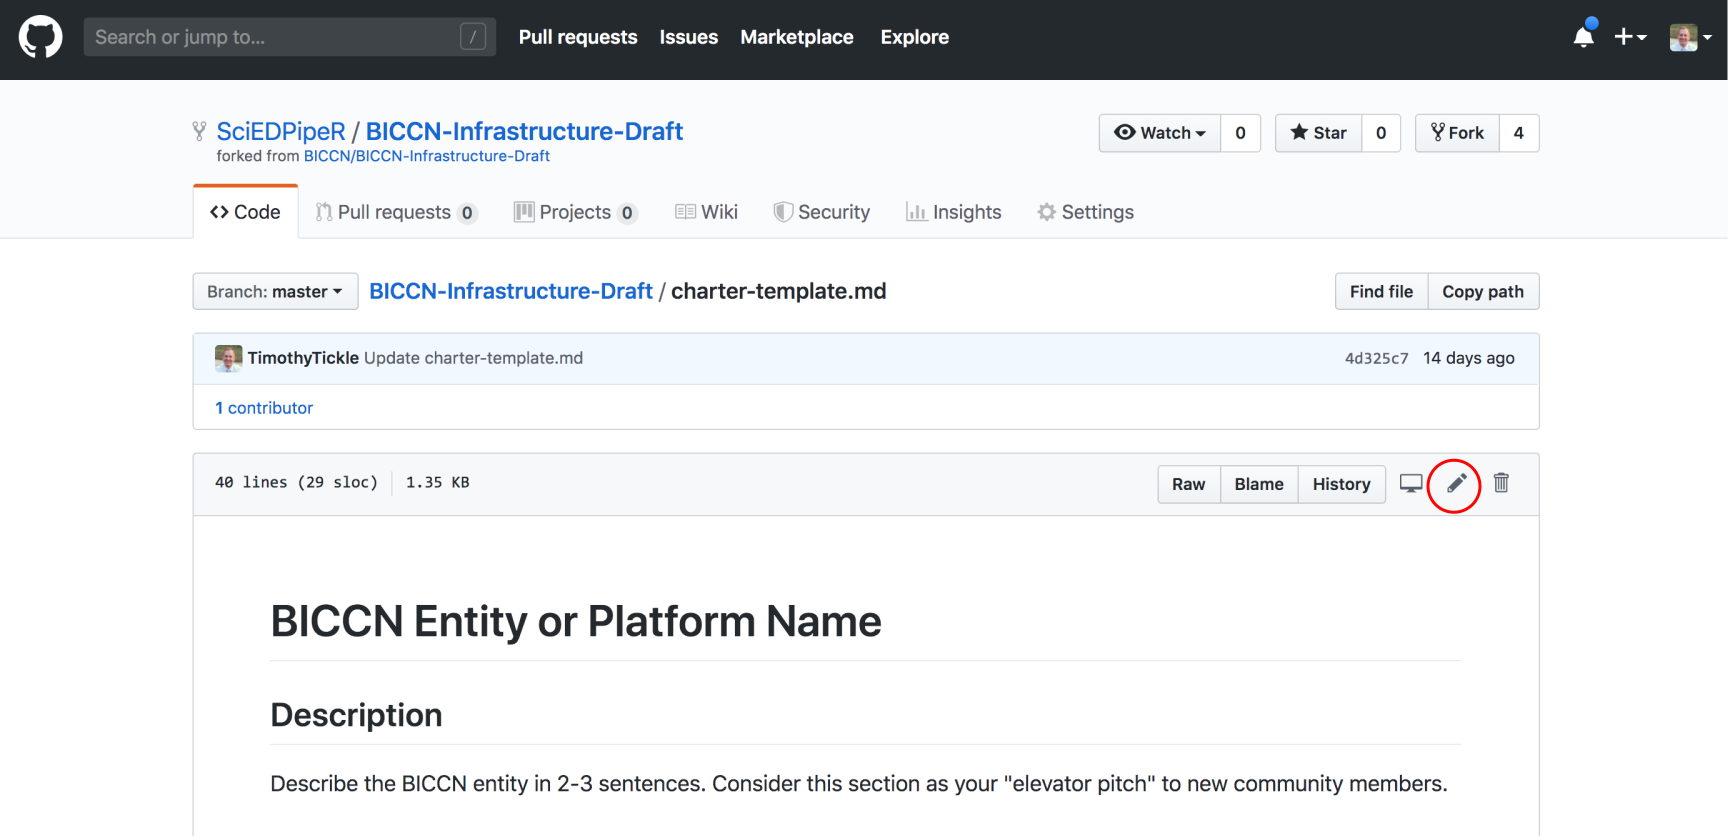 Search or jump to... /
Pull requests Issues Marketplace Explore
SciEDPipeR / BICCN-Infrastructure-Draft
forked from BICCN/BICCN-Infrastructure-Draft
Watch 0 Star 0 Fork 4
Code Pull requests 0 Projects 0 Wiki Security Insights Settings
Branch: master BICCN-Infrastructure-Draft / charter-template.md Find file Copy path
TimothyTickle Update charter-template.md 4d325c7 14 days ago
1 contributor
40 lines (29 sloc) 1.35 KB Raw Blame History
BICCN Entity or Platform Name
Description
Describe the BICCN entity in 2-3 sentences. Consider this section as your "elevator pitch" to new community members.